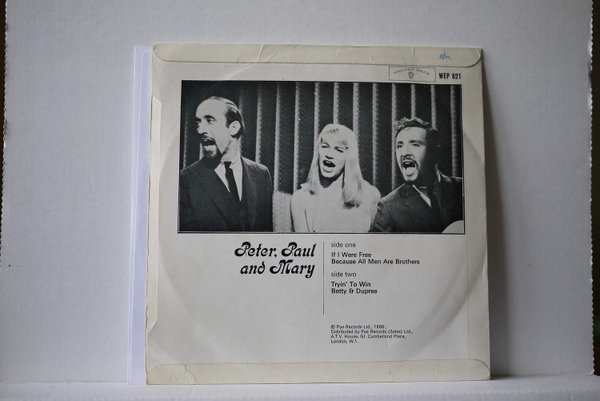 WEP 621
Peter, Paul
and Mary
side one
If I Were Free
Because All Men Are Brothers
side two
Tryin' To Win
Betty & Dupree
© Pye Records Ltd., 1966:
Distributed by Pye Records (Sales) Ltd.,
A.T.V. House, Gt. Cumberland Place,
London, W.1.